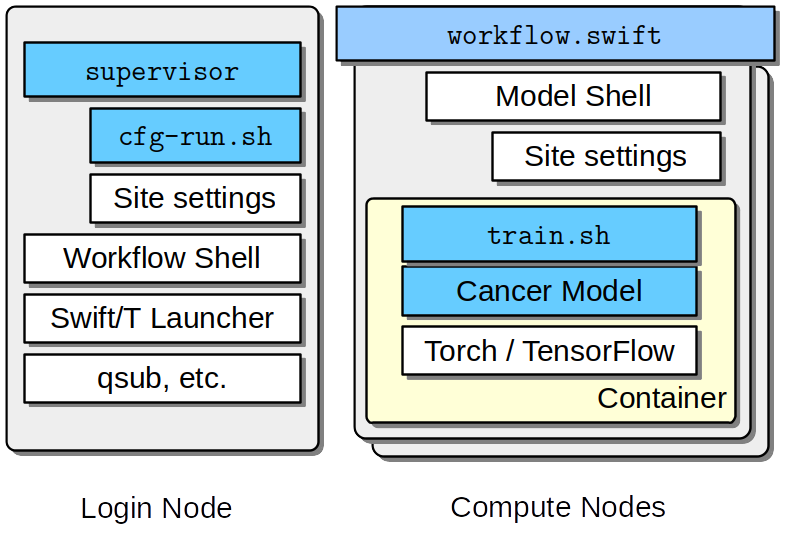 supervisor
cfg-run.sh
Site settings
Workflow Shell
Swift/T Launcher
qsub, etc.
Login Node
workflow.swift
Model Shell
Site settings
train.sh
Cancer Model
Torch / TensorFlow
Container
Compute Nodes